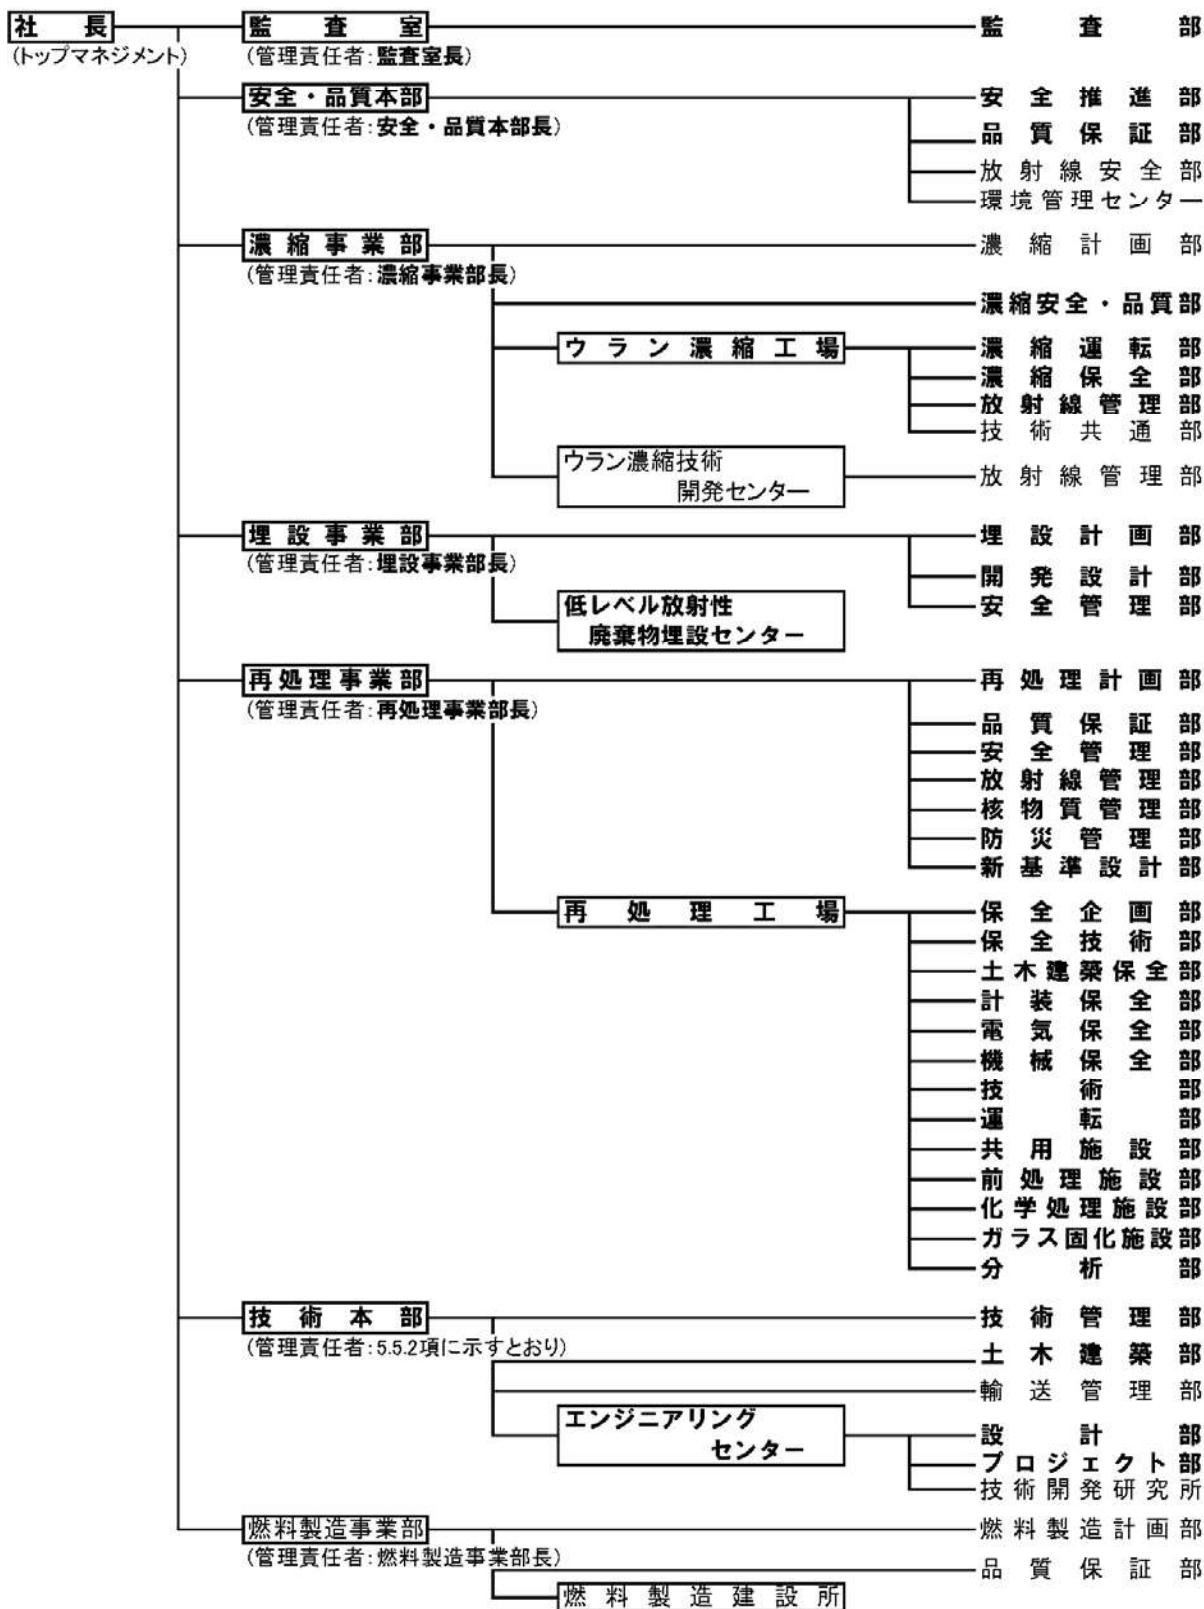 社長 監査室 監査部
(トップマネジメント) (管理責任者:監査室長)
安全・品質本部 安全推進部
(管理責任者:安全・品質本部長)
品質保証部
放射線安全部
環境管理センター
濃縮事業部 濃縮計画部
(管理責任者:濃縮事業部長)
濃縮安全・品質部
ウラン濃縮工場 濃縮運転部
濃縮保全部
放射線管理部
技術共通部
ウラン濃縮技術
開発センター
放射線管理部
埋設事業部 埋設計画部
(管理責任者:埋設事業部長)
開発設計部
低レベル放射性
廃棄物埋設センター
安全管理部
再処理事業部 再処理計画部
(管理責任者:再処理事業部長)
品質保証部
安全管理部
放射線管理部
核物質管理部
防災管理部
新基準設計部
再処理工場 保全企画部
保全技術部
土木建築保全部
計装保全部
電気保全部
機械保全部
技術部
運転部
共用施設部
前処理施設部
化学処理施設部
ガラス固化施設部
分析部
技術本部 技術管理部
(管理責任者:5.5.2項に示すとおり)
土木建築部
輸送管理部
エンジニアリング
センター
設計部
プロジェクト部
技術開発研究所
燃料製造事業部 燃料製造計画部
(管理責任者:燃料製造事業部長)
品質保証部
燃料製造建設所